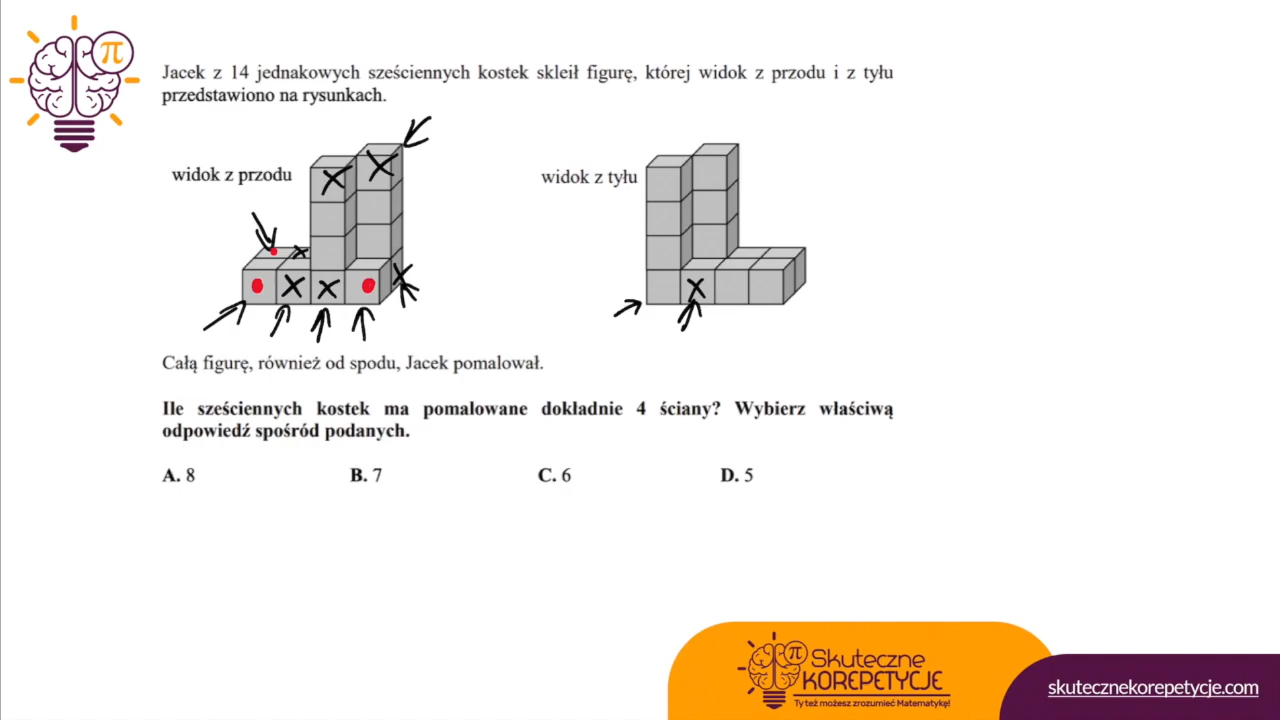 π
Jacek z 14 jednakowych sześciennych kostek skleił figurę, której widok z przodu i z tyłu
przedstawiono na rysunkach.
widok z przodu
widok z tyłu
Całą figurę, również od spodu, Jacek pomalował.
Ile sześciennych kostek ma pomalowane dokładnie 4 ściany? Wybierz właściwą
odpowiedź spośród podanych.
A. 8 B. 7 C. 6 D. 5
π
Skuteczne
KOREPETYCJE
Ty też możesz zrozumieć Matematykę!
skutecznekorepetycje.com